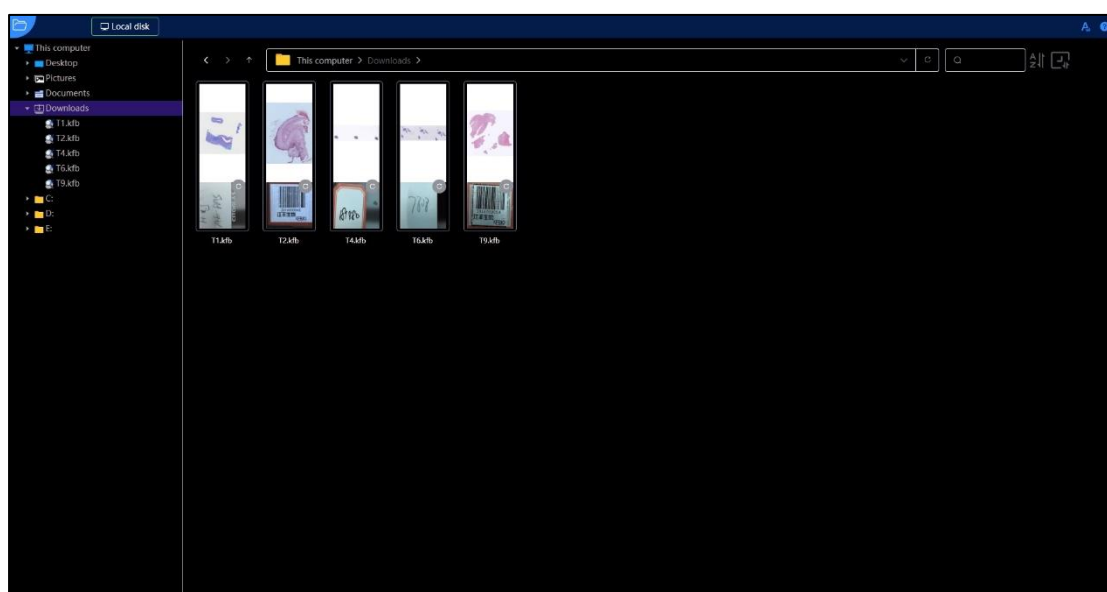 Local disk
This computer
Desktop
Pictures
Documents
Downloads
T1.kfb
T2.kfb
T4.kfb
T6.kfb
T9.kfb
C:
D:
E:
This computer > Downloads >
T1.kfb
T2.kfb
T4.kfb
T6.kfb
T9.kfb